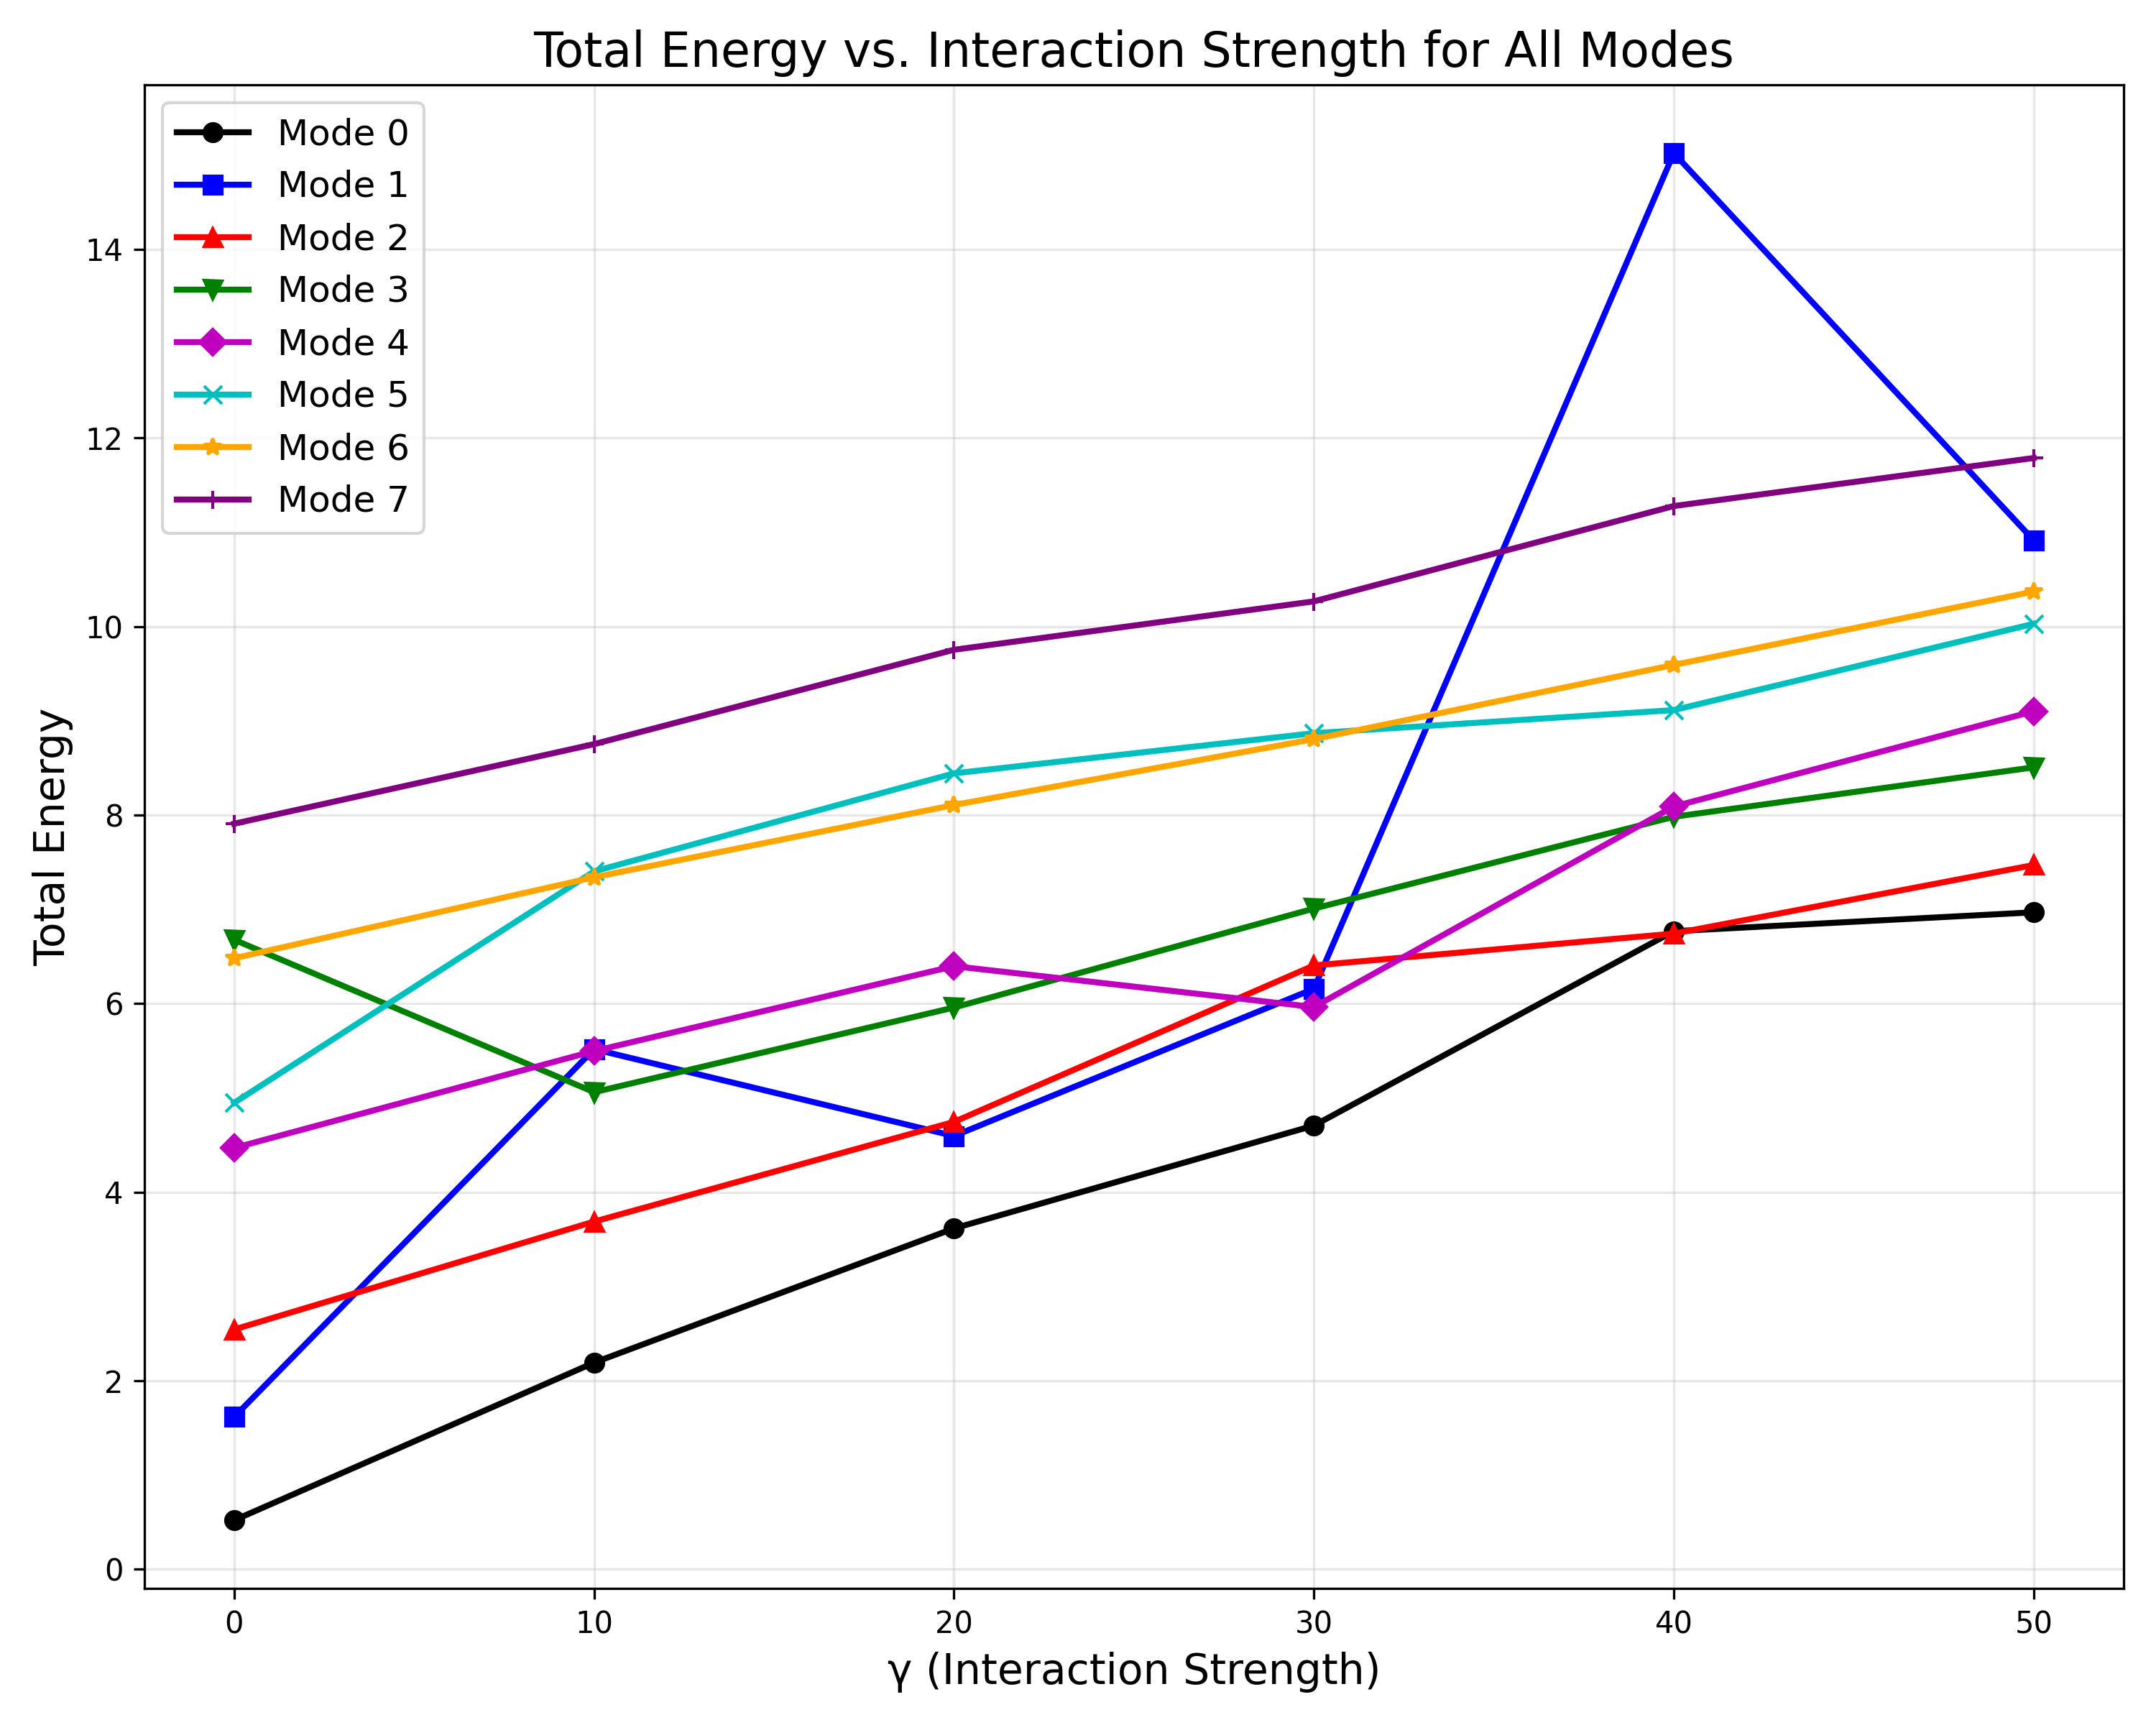 Total Energy vs. Interaction Strength for All Modes
Mode 0
Mode 1
Mode 2
Mode 3
Mode 4
Mode 5
Mode 6
Mode 7
Total Energy
14
12
10
8
6
4
2
0
0 10 20 30 40 50
γ (Interaction Strength)